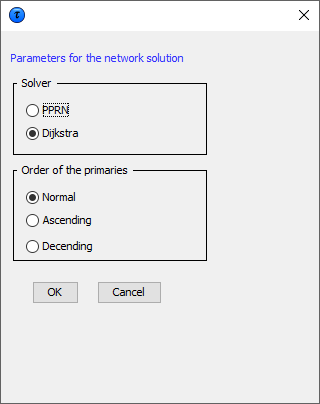 Parameters for the network solution
Solver
PPRN
Dijkstra
Order of the primaries
Normal
Ascending
Decending
OK
Cancel